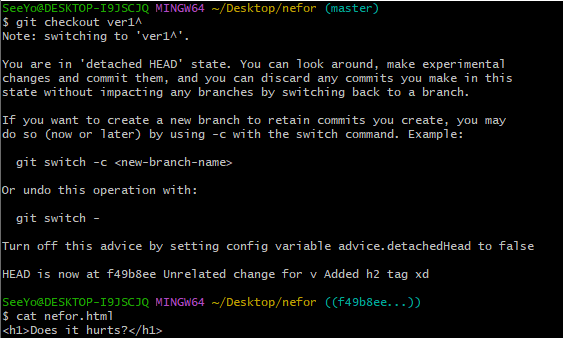 SeeYo@DESKTOP-I9JSCJQ MINGW64 ~/Desktop/nefor (master)
$ git checkout ver1^
Note: switching to 'ver1^'.
You are in 'detached HEAD' state. You can look around, make experimental
changes and commit them, and you can discard any commits you make in this
state without impacting any branches by switching back to a branch.
If you want to create a new branch to retain commits you create, you may
do so (now or later) by using -c with the switch command. Example:
git switch -c <new-branch-name>
Or undo this operation with:
git switch -
Turn off this advice by setting config variable advice.detachedHead to false
HEAD is now at f49b8ee Unrelated change for v Added h2 tag xd
SeeYo@DESKTOP-I9JSCJQ MINGW64 ~/Desktop/nefor ((f49b8ee...))
$ cat nefor.html
<h1>Does it hurts?</h1>